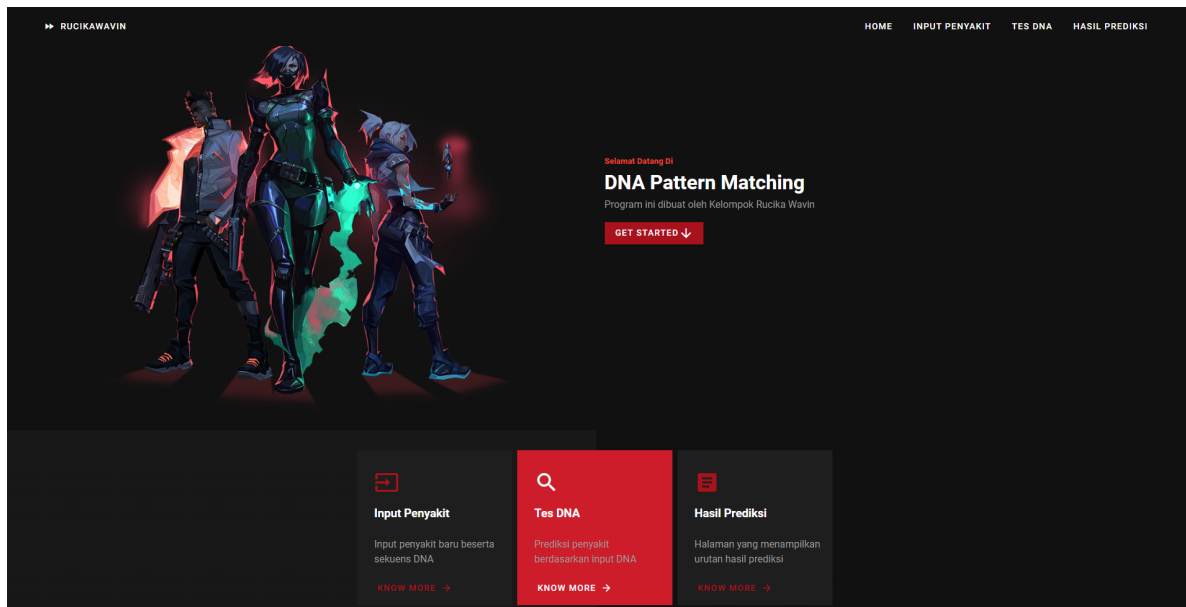 RUCIKAWAVIN
HOME INPUT PENYAKIT TES DNA HASIL PREDIKSI
Selamat Datang Di
DNA Pattern Matching
Program ini dibuat oleh Kelompok Rucika Wavin
GET STARTED
Input Penyakit
Input penyakit baru beserta
sekuens DNA
KNOW MORE
Tes DNA
Prediksi penyakit
berdasarkan input DNA
KNOW MORE
Hasil Prediksi
Halaman yang menampilkan
urutan hasil prediksi
KNOW MORE